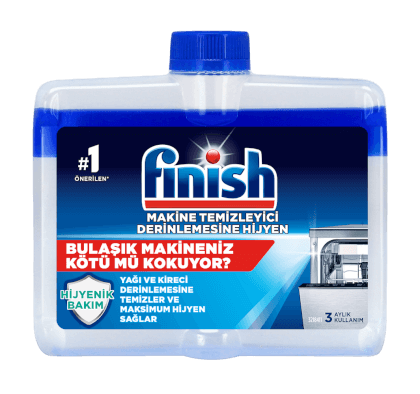 #1
ÖNERİLEN*
finish
MAKİNE TEMİZLEYİCİ
DERİNLEMESİNE HİJYEN
BULAŞIK MAKİNENİZ
KÖTÜ MÜ KOKUYOR?
HİJYENİK
BAKIM
YAĞI VE KİRECİ
DERİNLEMESİNE
TEMİZLER VE
MAKSİMUM HİJYEN
SAĞLAR
3 AYLIK
KULLANIM